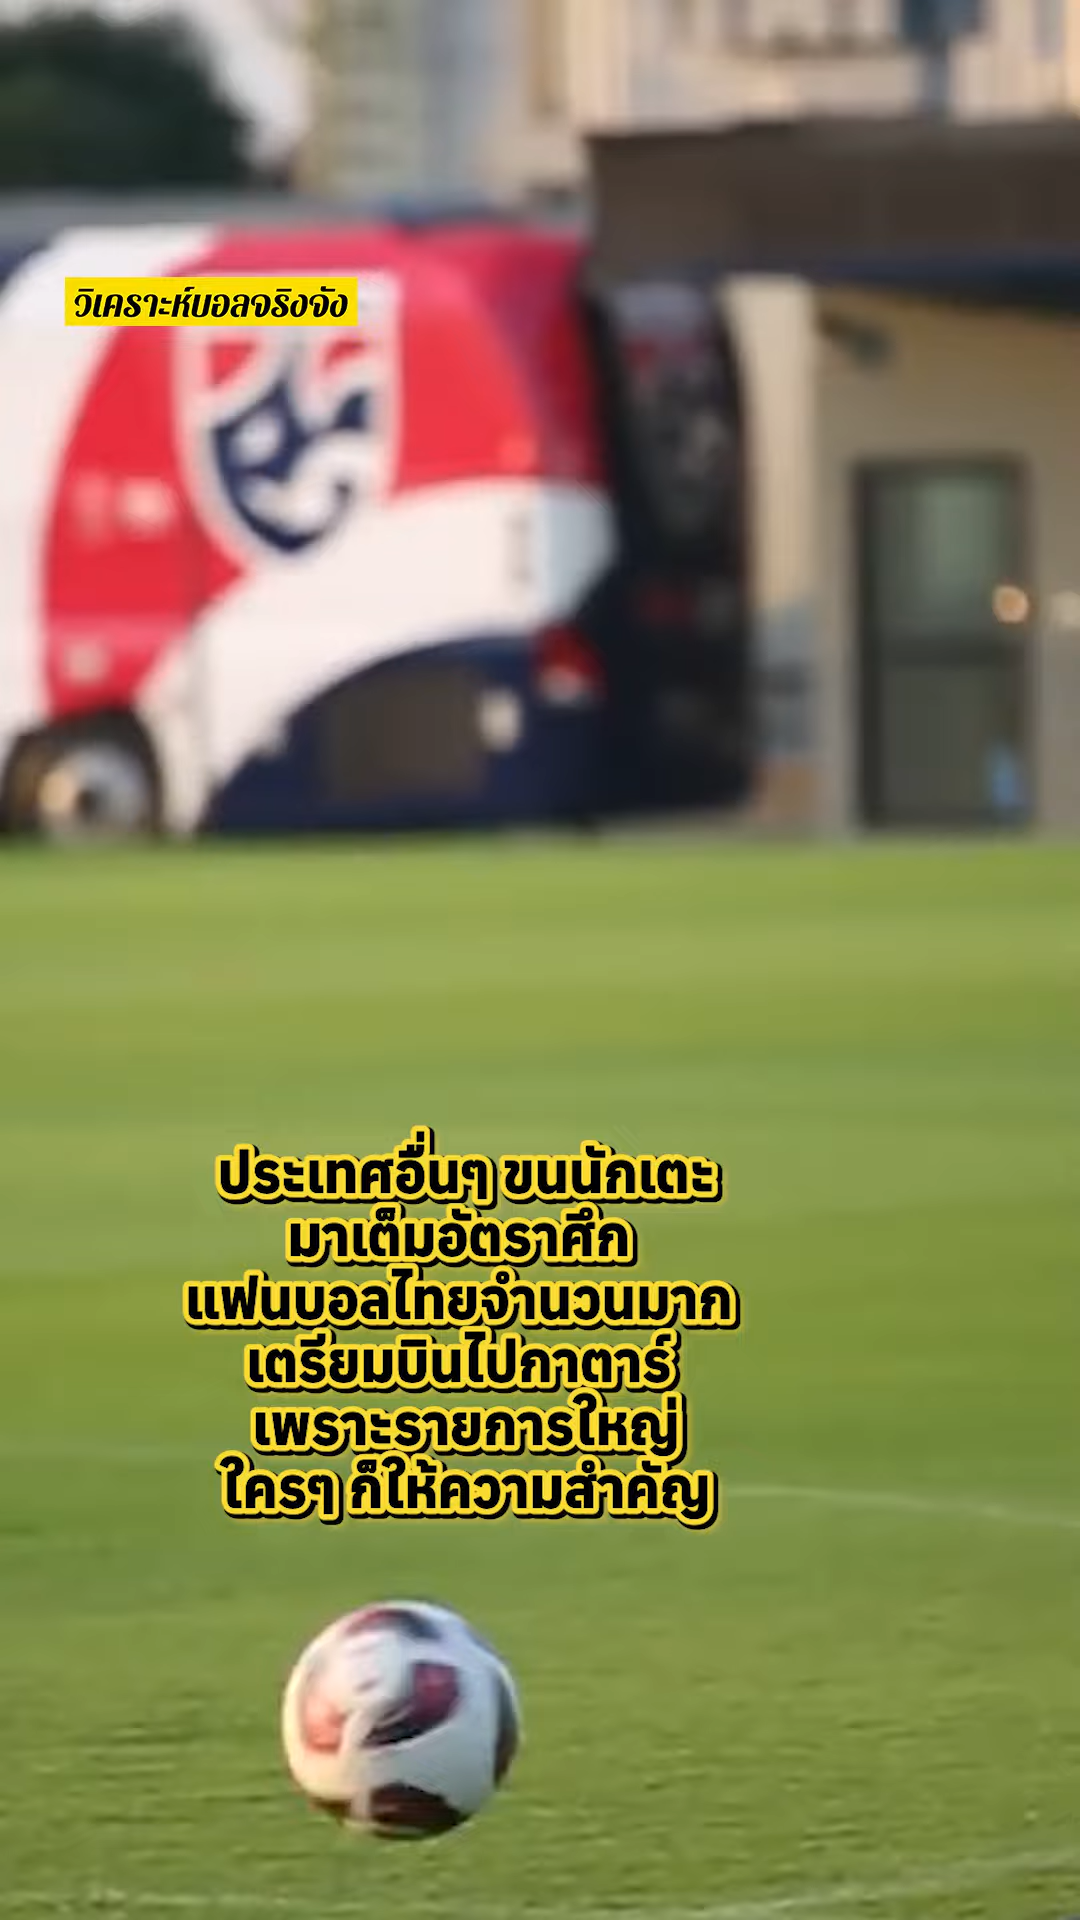 วิเคราะห์บอลจริงจัง
ประเทศอื่นๆ ขนนักเตะ
มาเต็มอัตราศึก
แฟนบอลไทยจำนวนมาก
เตรียมบินไปกาตาร์
เพราะรายการใหญ่
ใครๆ ก็ให้ความสำคัญ